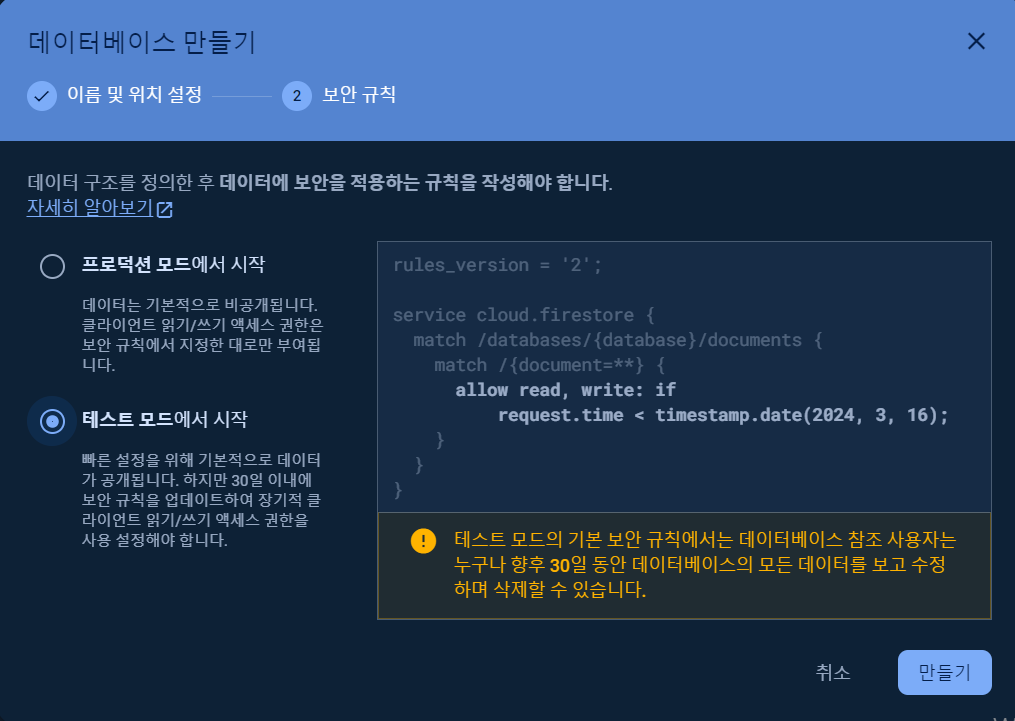 데이터베이스 만들기
이름 및 위치 설정
2 보안 규칙
데이터 구조를 정의한 후 데이터에 보안을 적용하는 규칙을 작성해야 합니다.
자세히 알아보기
프로덕션 모드에서 시작
데이터는 기본적으로 비공개됩니다.
클라이언트 읽기/쓰기 액세스 권한은
보안 규칙에서 지정한 대로만 부여됩
니다.
테스트 모드에서 시작
빠른 설정을 위해 기본적으로 데이터
가 공개됩니다. 하지만 30일 이내에
보안 규칙을 업데이트하여 장기적 클
라이언트 읽기/쓰기 액세스 권한을
사용 설정해야 합니다.
rules_version = '2';
service cloud.firestore {
match /databases/{database}/documents {
match /{document=**} {
allow read, write: if
request.time < timestamp.date(2024, 3, 16);
}
}
}
테스트 모드의 기본 보안 규칙에서는 데이터베이스 참조 사용자는
누구나 향후 30일 동안 데이터베이스의 모든 데이터를 보고 수정
하며 삭제할 수 있습니다.
취소
만들기